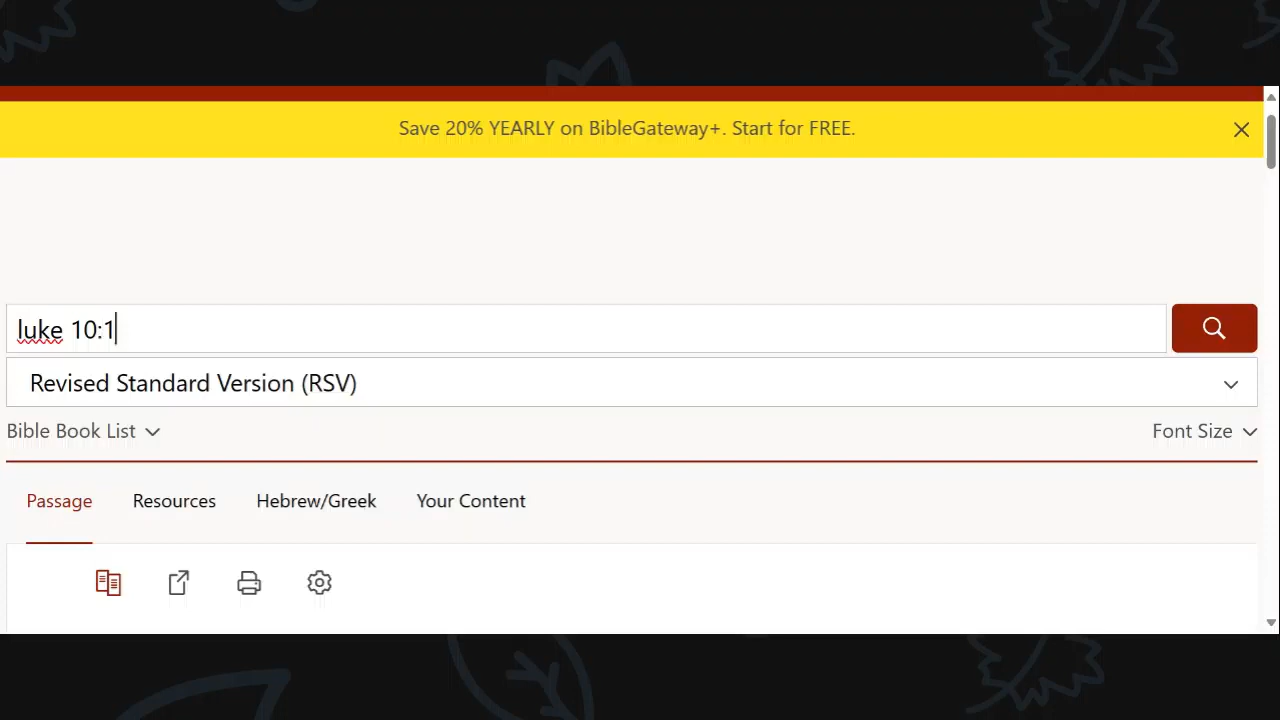 Save 20% YEARLY on BibleGateway+. Start for FREE.
luke 10:1
Revised Standard Version (RSV)
Bible Book List
Font Size
Passage
Resources
Hebrew/Greek
Your Content